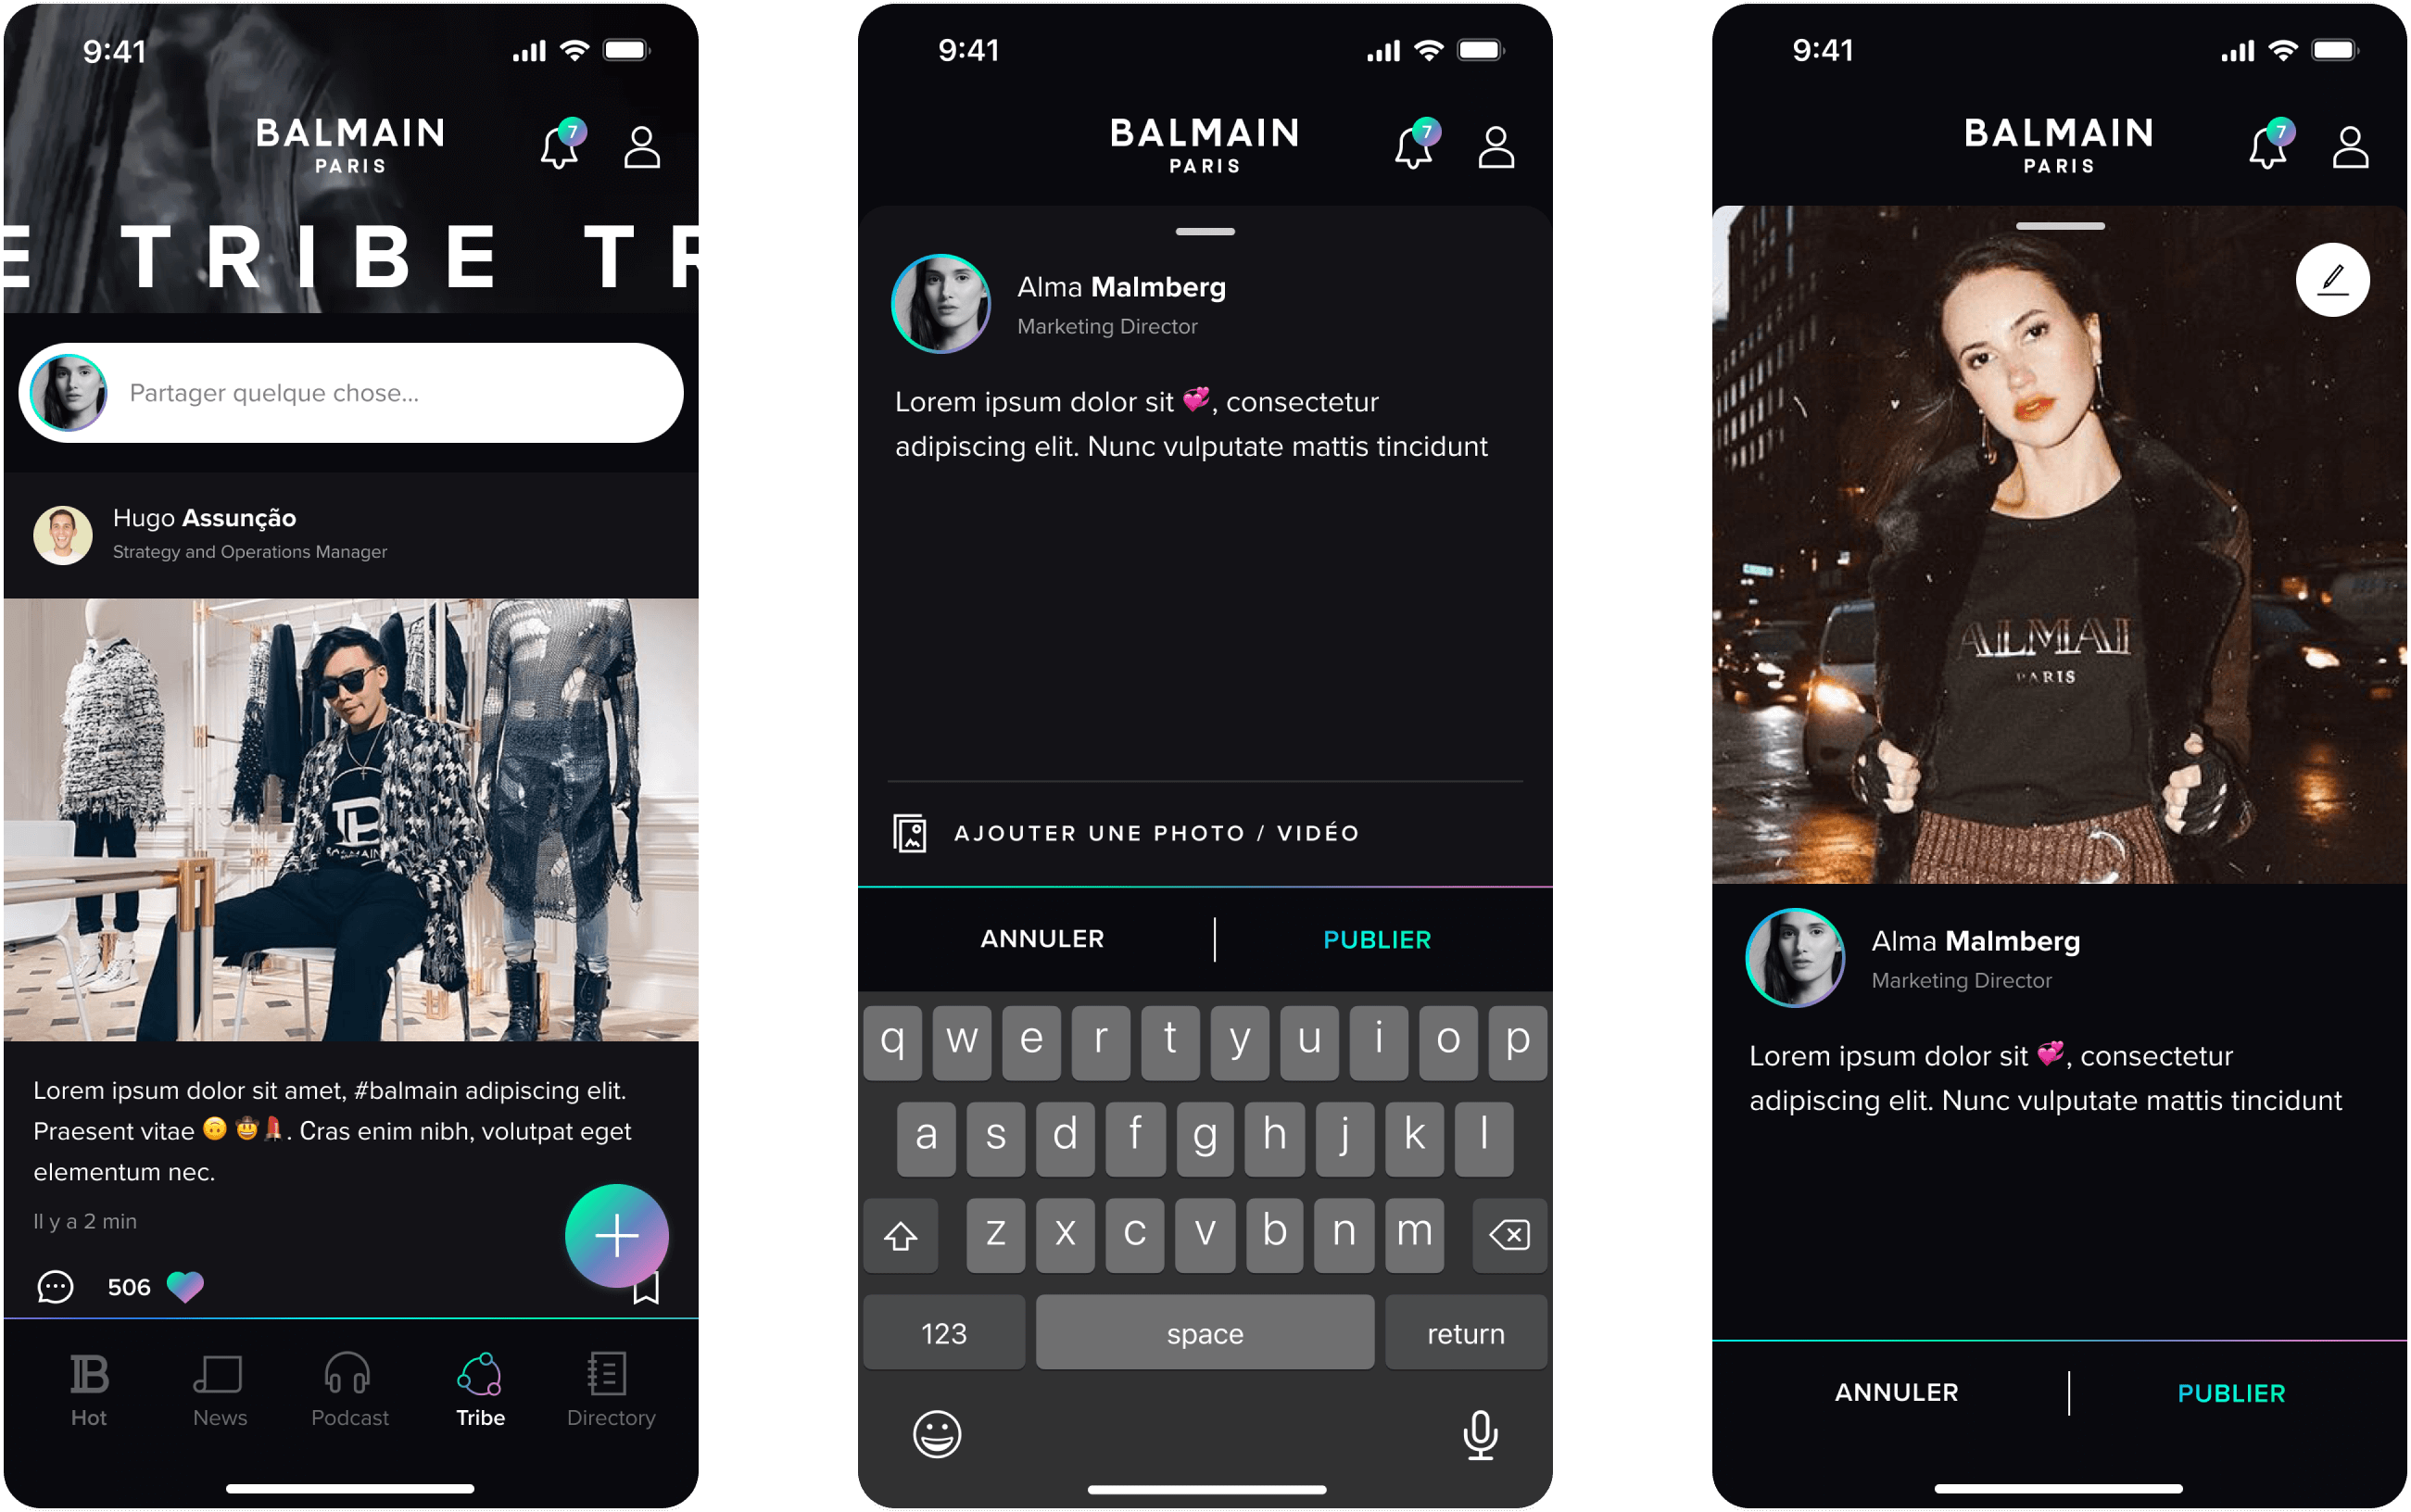 9:41
BALMAIN
PARIS
7
E TRIBE TR
Partager quelque chose...
Hugo Assunção
Strategy and Operations Manager
B
BALMAIN
Lorem ipsum dolor sit amet, #balmain adipiscing elit.
Praesent vitae 🙃 🤠💄. Cras enim nibh, volutpat eget
elementum nec.
Il y a 2 min
506
B
Hot
News
Podcast
Tribe
Directory
9:41
BALMAIN
PARIS
7
Alma Malmberg
Marketing Director
Lorem ipsum dolor sit 💞, consectetur
adipiscing elit. Nunc vulputate mattis tincidunt
AJOUTER UNE PHOTO / VIDÉO
ANNULER
PUBLIER
q w e r t y u i o p
a s d f g h j k l
z x c v b n m
123 space return
9:41
BALMAIN
PARIS
7
ALMAI
PARIS
Alma Malmberg
Marketing Director
Lorem ipsum dolor sit 💞, consectetur
adipiscing elit. Nunc vulputate mattis tincidunt
ANNULER
PUBLIER